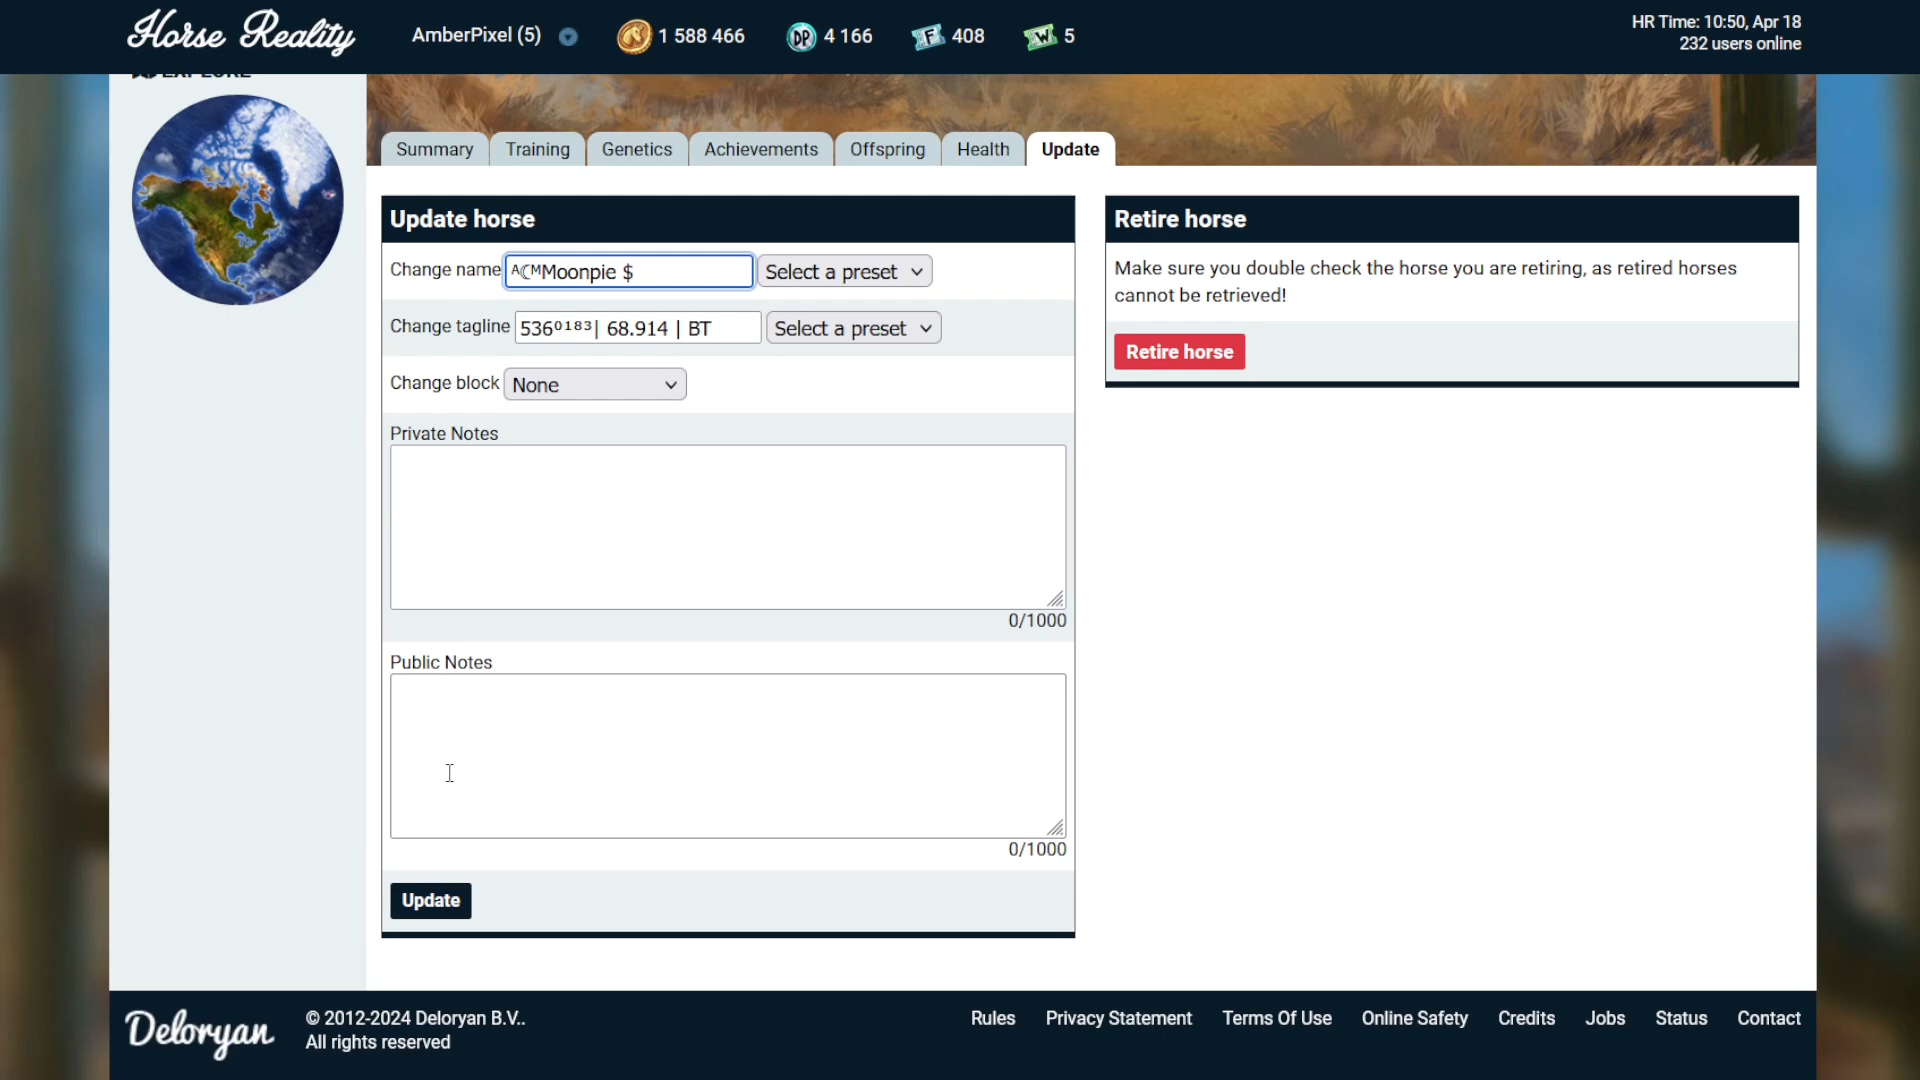 Horse Reality
AmberPixel (5)
1 588 466
DP
4 166
F
408
W
5
HR Time: 10:50, Apr 18
232 users online
EXPLORE
Summary
Training
Genetics
Achievements
Offspring
Health
Update
Update horse
Change name ᴬ☾ᴹMoonpie $ Select a preset
Change tagline 536⁰¹⁸³| 68.914 | BT Select a preset
Change block None
Private Notes
0/1000
Public Notes
0/1000
Update
Retire horse
Make sure you double check the horse you are retiring, as retired horses
cannot be retrieved!
Retire horse
Deloryan
© 2012-2024 Deloryan B.V..
All rights reserved
Rules
Privacy Statement
Terms Of Use
Online Safety
Credits
Jobs
Status
Contact